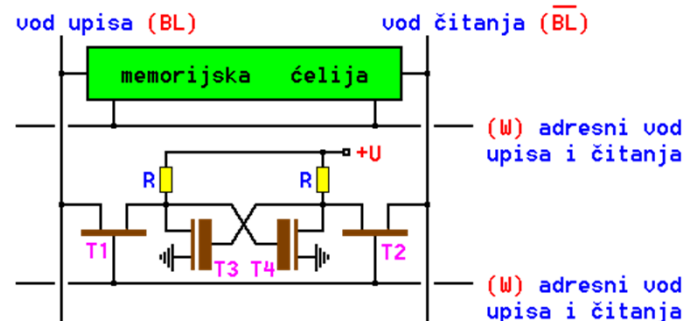 vod upisa (BL)
vod čitanja (B̅L̅)
memorijska ćelija
(W) adresni vod
upisa i čitanja
+U
R
R
T1
T3
T4
T2
(W) adresni vod
upisa i čitanja